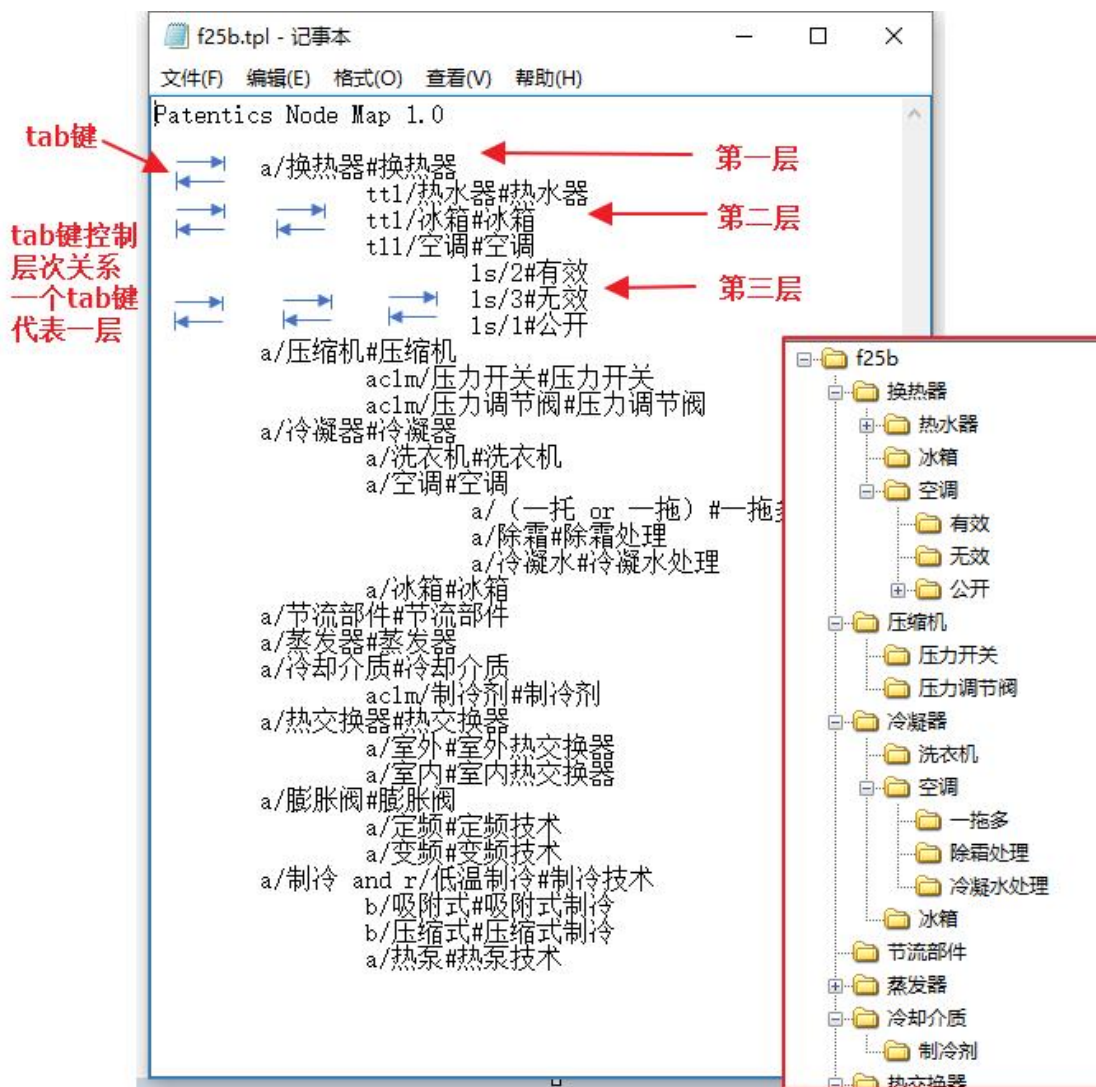 f25b.tpl - 记事本
文件(F) 编辑(E) 格式(O) 查看(V) 帮助(H)
Patentics Node Map 1.0
tab键
a/换热器#换热器
第一层
ttl/热水器#热水器
ttl/冰箱#冰箱
第二层
tll/空调#空调
tab键控制
层次关系
一个tab键
代表一层
ls/2#有效
ls/3#无效
第三层
ls/1#公开
a/压缩机#压缩机
aclm/压力开关#压力开关
aclm/压力调节阀#压力调节阀
a/冷凝器#冷凝器
a/洗衣机#洗衣机
a/空调#空调
a/（一托 or 一拖）#一拖多
a/除霜#除霜处理
a/冷凝水#冷凝水处理
a/冰箱#冰箱
a/节流部件#节流部件
a/蒸发器#蒸发器
a/冷却介质#冷却介质
aclm/制冷剂#制冷剂
a/热交换器#热交换器
a/室外#室外热交换器
a/室内#室内热交换器
a/膨胀阀#膨胀阀
a/定频#定频技术
a/变频#变频技术
a/制冷 and r/低温制冷#制冷技术
b/吸附式#吸附式制冷
b/压缩式#压缩式制冷
a/热泵#热泵技术
f25b
换热器
热水器
冰箱
空调
有效
无效
公开
压缩机
压力开关
压力调节阀
冷凝器
洗衣机
空调
一拖多
除霜处理
冷凝水处理
冰箱
节流部件
蒸发器
冷却介质
制冷剂
热交换器